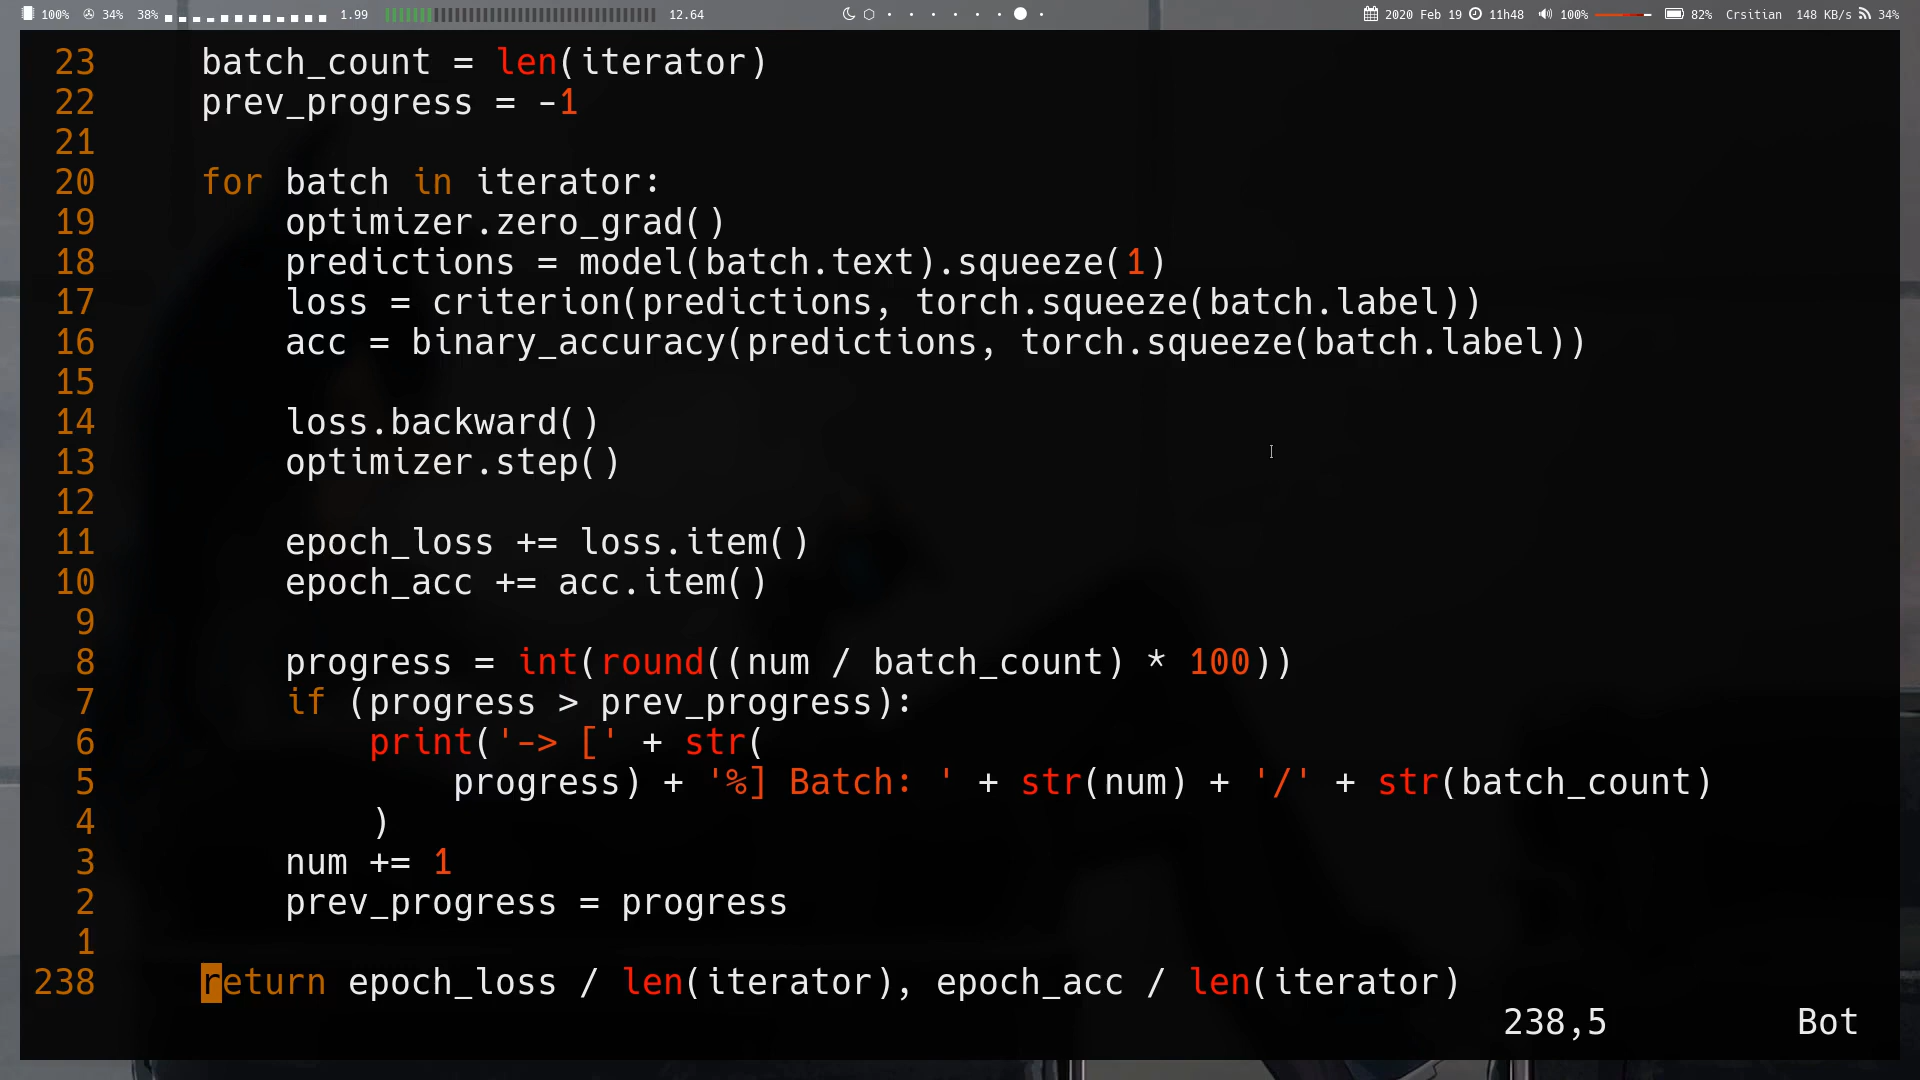 100% 34% 38% 1.99 12.64 2020 Feb 19 11h48 100% 82% Crsitian 148 KB/s 34%
23 batch_count = len(iterator)
22 prev_progress = -1
21
20 for batch in iterator:
19 optimizer.zero_grad()
18 predictions = model(batch.text).squeeze(1)
17 loss = criterion(predictions, torch.squeeze(batch.label))
16 acc = binary_accuracy(predictions, torch.squeeze(batch.label))
15
14 loss.backward()
13 optimizer.step()
12
11 epoch_loss += loss.item()
10 epoch_acc += acc.item()
9
8 progress = int(round((num / batch_count) * 100))
7 if (progress > prev_progress):
6 print('-> [' + str(
5 progress) + '%] Batch: ' + str(num) + '/' + str(batch_count)
4 )
3 num += 1
2 prev_progress = progress
1
238 return epoch_loss / len(iterator), epoch_acc / len(iterator)
238,5 Bot